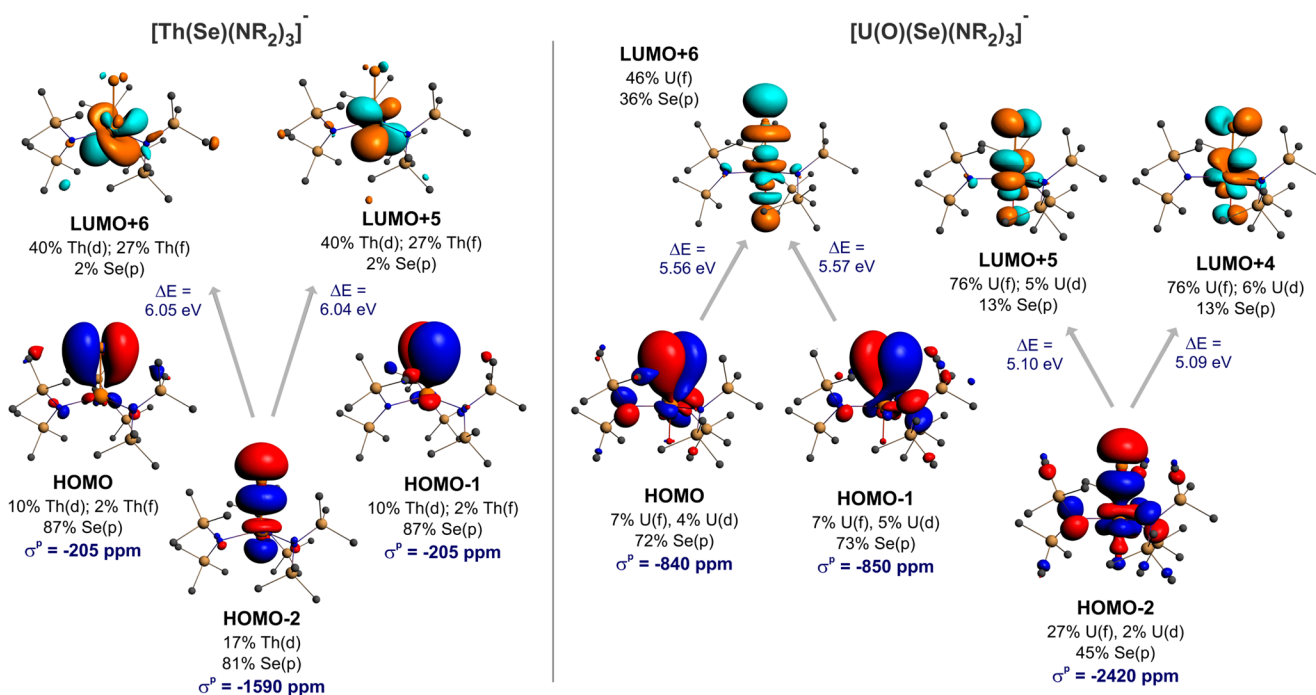 [Th(Se)(NR₂)₃]⁻
LUMO+6
40% Th(d); 27% Th(f)
2% Se(p)
LUMO+5
40% Th(d); 27% Th(f)
2% Se(p)
ΔE =
6.05 eV
ΔE =
6.04 eV
HOMO
10% Th(d); 2% Th(f)
87% Se(p)
σᵖ = -205 ppm
HOMO-1
10% Th(d); 2% Th(f)
87% Se(p)
σᵖ = -205 ppm
HOMO-2
17% Th(d)
81% Se(p)
σᵖ = -1590 ppm
[U(O)(Se)(NR₂)₃]⁻
LUMO+6
46% U(f)
36% Se(p)
LUMO+5
76% U(f); 5% U(d)
13% Se(p)
LUMO+4
76% U(f); 6% U(d)
13% Se(p)
ΔE =
5.56 eV
ΔE =
5.57 eV
ΔE =
5.10 eV
ΔE =
5.09 eV
HOMO
7% U(f), 4% U(d)
72% Se(p)
σᵖ = -840 ppm
HOMO-1
7% U(f), 5% U(d)
73% Se(p)
σᵖ = -850 ppm
HOMO-2
27% U(f), 2% U(d)
45% Se(p)
σᵖ = -2420 ppm